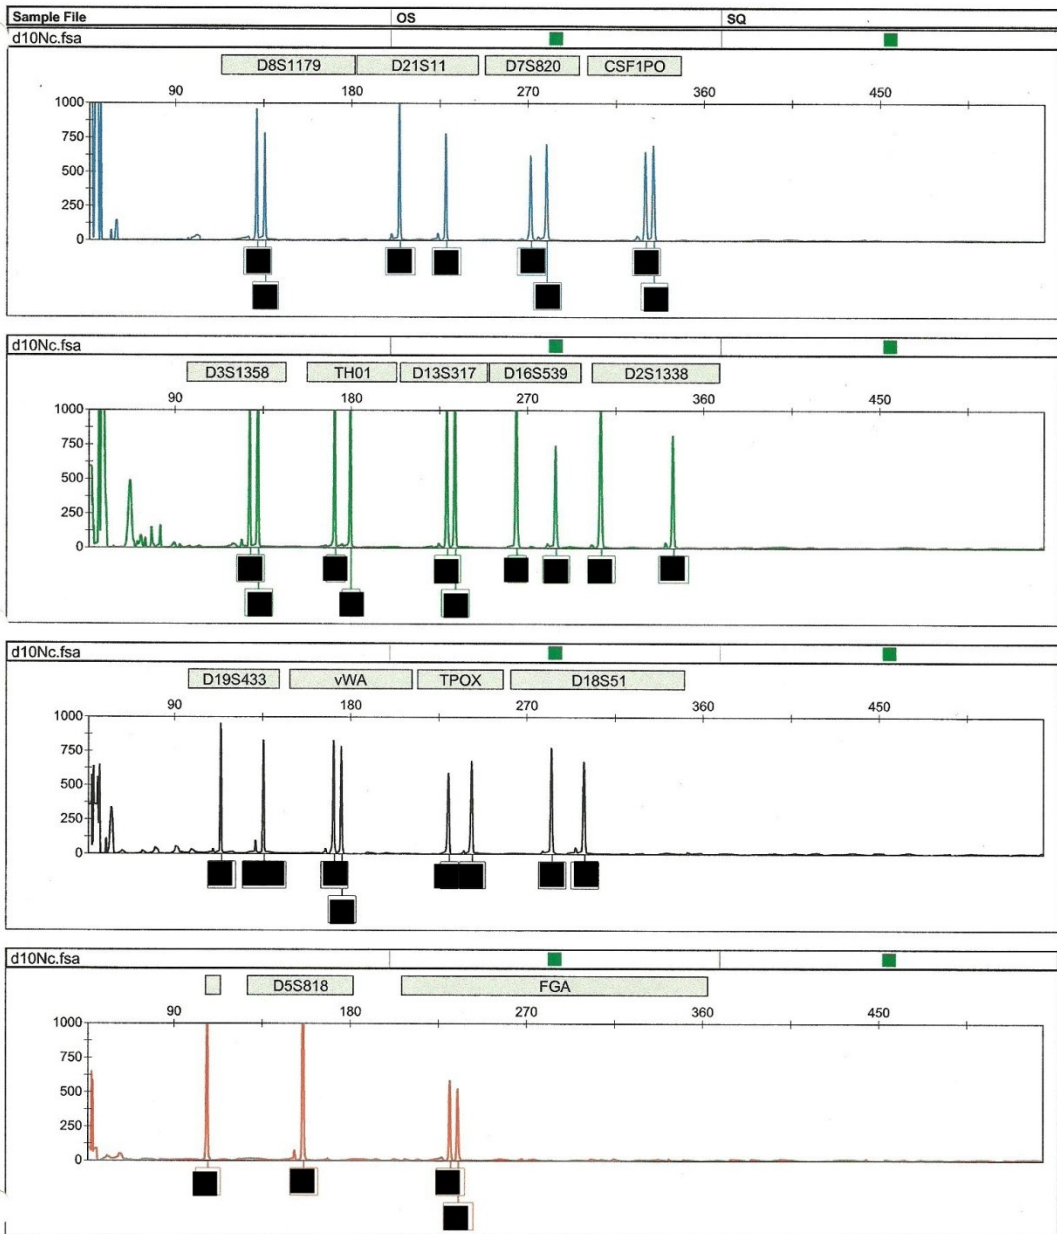 Sample File OS SQ
d10Nc.fsa
D8S1179 D21S11 D7S820 CSF1PO
90 180 270 360 450
1000
750
500
250
0
d10Nc.fsa
D3S1358 TH01 D13S317 D16S539 D2S1338
90 180 270 360 450
1000
750
500
250
0
d10Nc.fsa
D19S433 vWA TPOX D18S51
90 180 270 360 450
1000
750
500
250
0
d10Nc.fsa
D5S818 FGA
90 180 270 360 450
1000
750
500
250
0